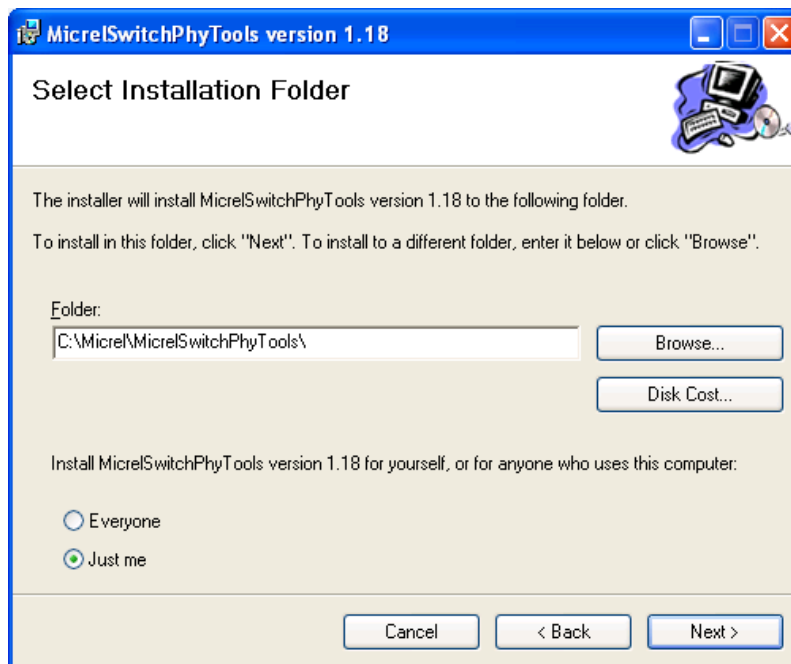 MicrelSwitchPhyTools version 1.18
Select Installation Folder
The installer will install MicrelSwitchPhyTools version 1.18 to the following folder.
To install in this folder, click "Next". To install to a different folder, enter it below or click "Browse".
Folder:
C:\Micrel\MicrelSwitchPhyTools\
Browse...
Disk Cost...
Install MicrelSwitchPhyTools version 1.18 for yourself, or for anyone who uses this computer:
Everyone
Just me
Cancel
< Back
Next >